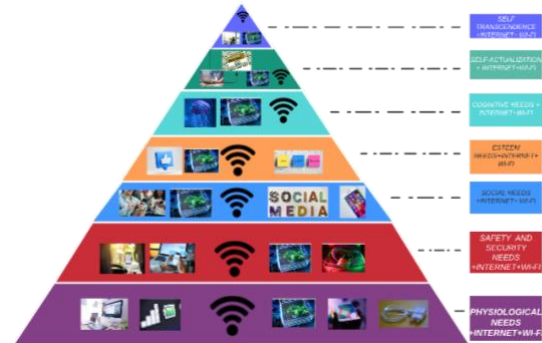 SELF
TRANSCENDENCE
+INTERNET+ WI-FI
SELF-ACTUALIZATION
+ INTERNET+WI-FI
COGNITIVE NEEDS +
INTERNET+WI-FI
ESTEEM
NEEDS+INTERNET+
WI-FI
SOCIAL NEEDS
+INTERNET+ WI-FI
SOCIAL
MEDIA
SAFETY AND
SECURITY
NEEDS
+INTERNET+WI-FI
PHYSIOLOGICAL
NEEDS
+INTERNET+WI-FI